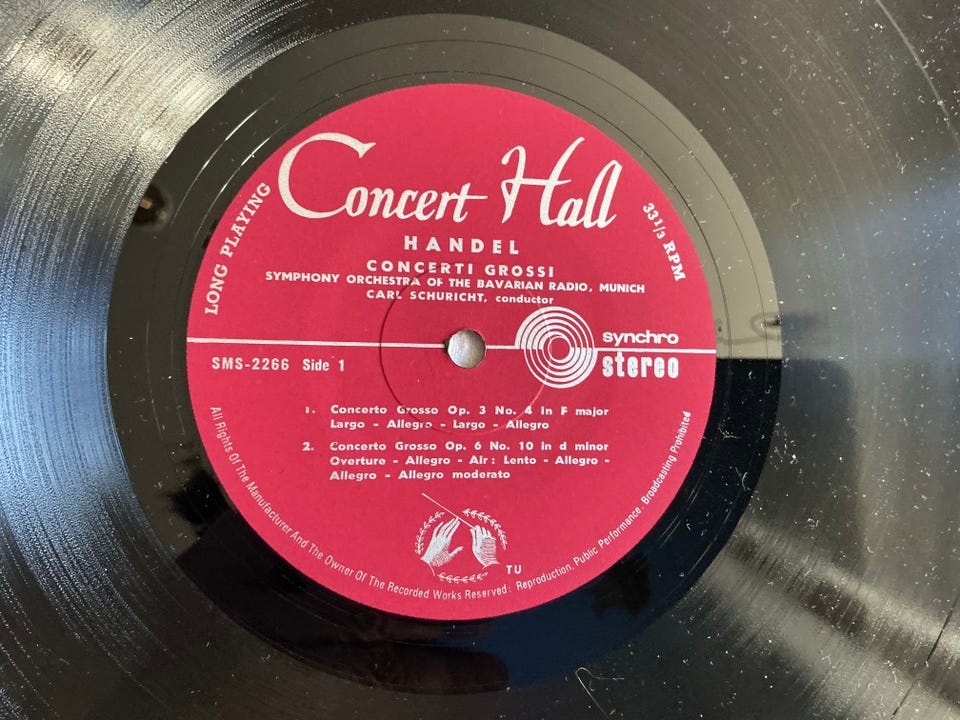 Concert Hall
LONG PLAYING
33 1/3 RPM
HANDEL
CONCERTI GROSSI
SYMPHONY ORCHESTRA OF THE BAVARIAN RADIO, MUNICH
CARL SCHURICHT, conductor
synchro
stereo
SMS-2266 Side 1
1. Concerto Grosso Op. 3 No. 4 in F major
Largo - Allegro - Largo - Allegro
2. Concerto Grosso Op. 6 No. 10 in d minor
Overture - Allegro - Air : Lento - Allegro -
Allegro - Allegro moderato
TU
All Rights Of The Manufacturer And The Owner Of The Recorded Works Reserved: Reproduction, Public Performance, Broadcasting Prohibited